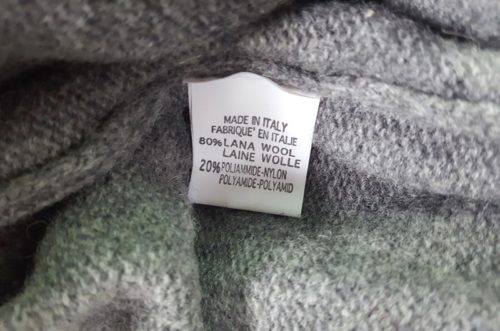 MADE IN ITALY
FABRIQUE' EN ITALIE
80% LANA WOOL
LAINE WOLLE
20% POLIAMMIDE-NYLON
POLYAMIDE-POLYAMID